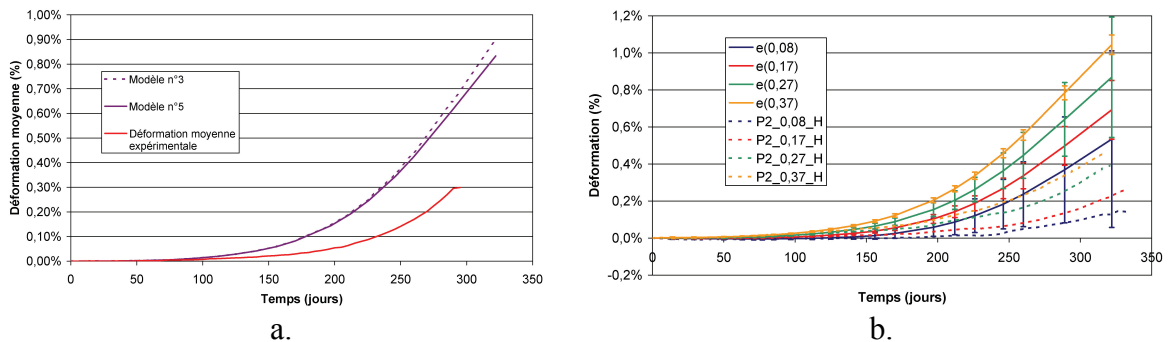 1,00%
0,90%
0,80%
0,70%
0,60%
0,50%
0,40%
0,30%
0,20%
0,10%
0,00%
Déformation moyenne (%)
Modèle n°3
Modèle n°5
Déformation moyenne
expérimentale
0 50 100 150 200 250 300 350
Temps (jours)
a.
1,2%
1,0%
0,8%
0,6%
0,4%
0,2%
0,0%
-0,2%
Déformation (%)
e(0,08)
e(0,17)
e(0,27)
e(0,37)
P2_0,08_H
P2_0,17_H
P2_0,27_H
P2_0,37_H
0 50 100 150 200 250 300 350
Temps (jours)
b.